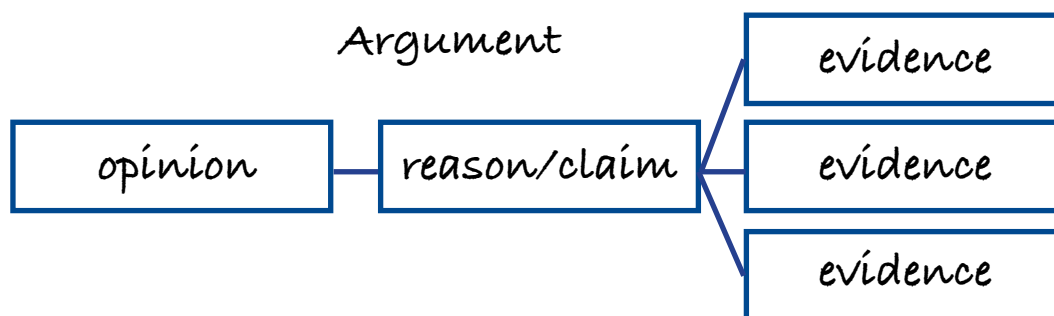 Argument
opinion
reason/claim
evidence
evidence
evidence